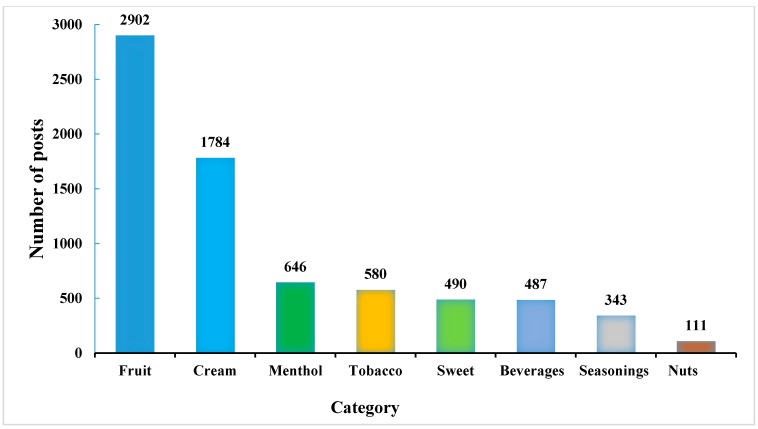 Number of posts
3000
2500
2000
1500
1000
500
0
2902
1784
646
580
490
487
343
111
Fruit
Cream
Menthol
Tobacco
Sweet
Beverages
Seasonings
Nuts
Category